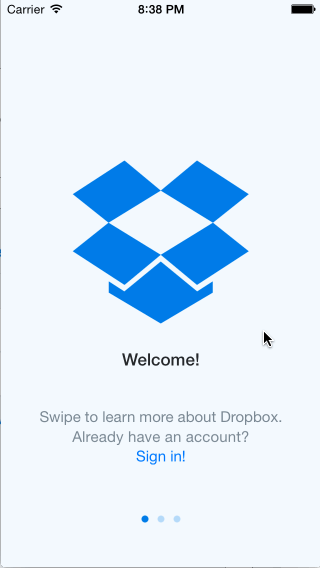 Carrier 8:38 PM
Welcome!
Swipe to learn more about Dropbox.
Already have an account?
Sign in!